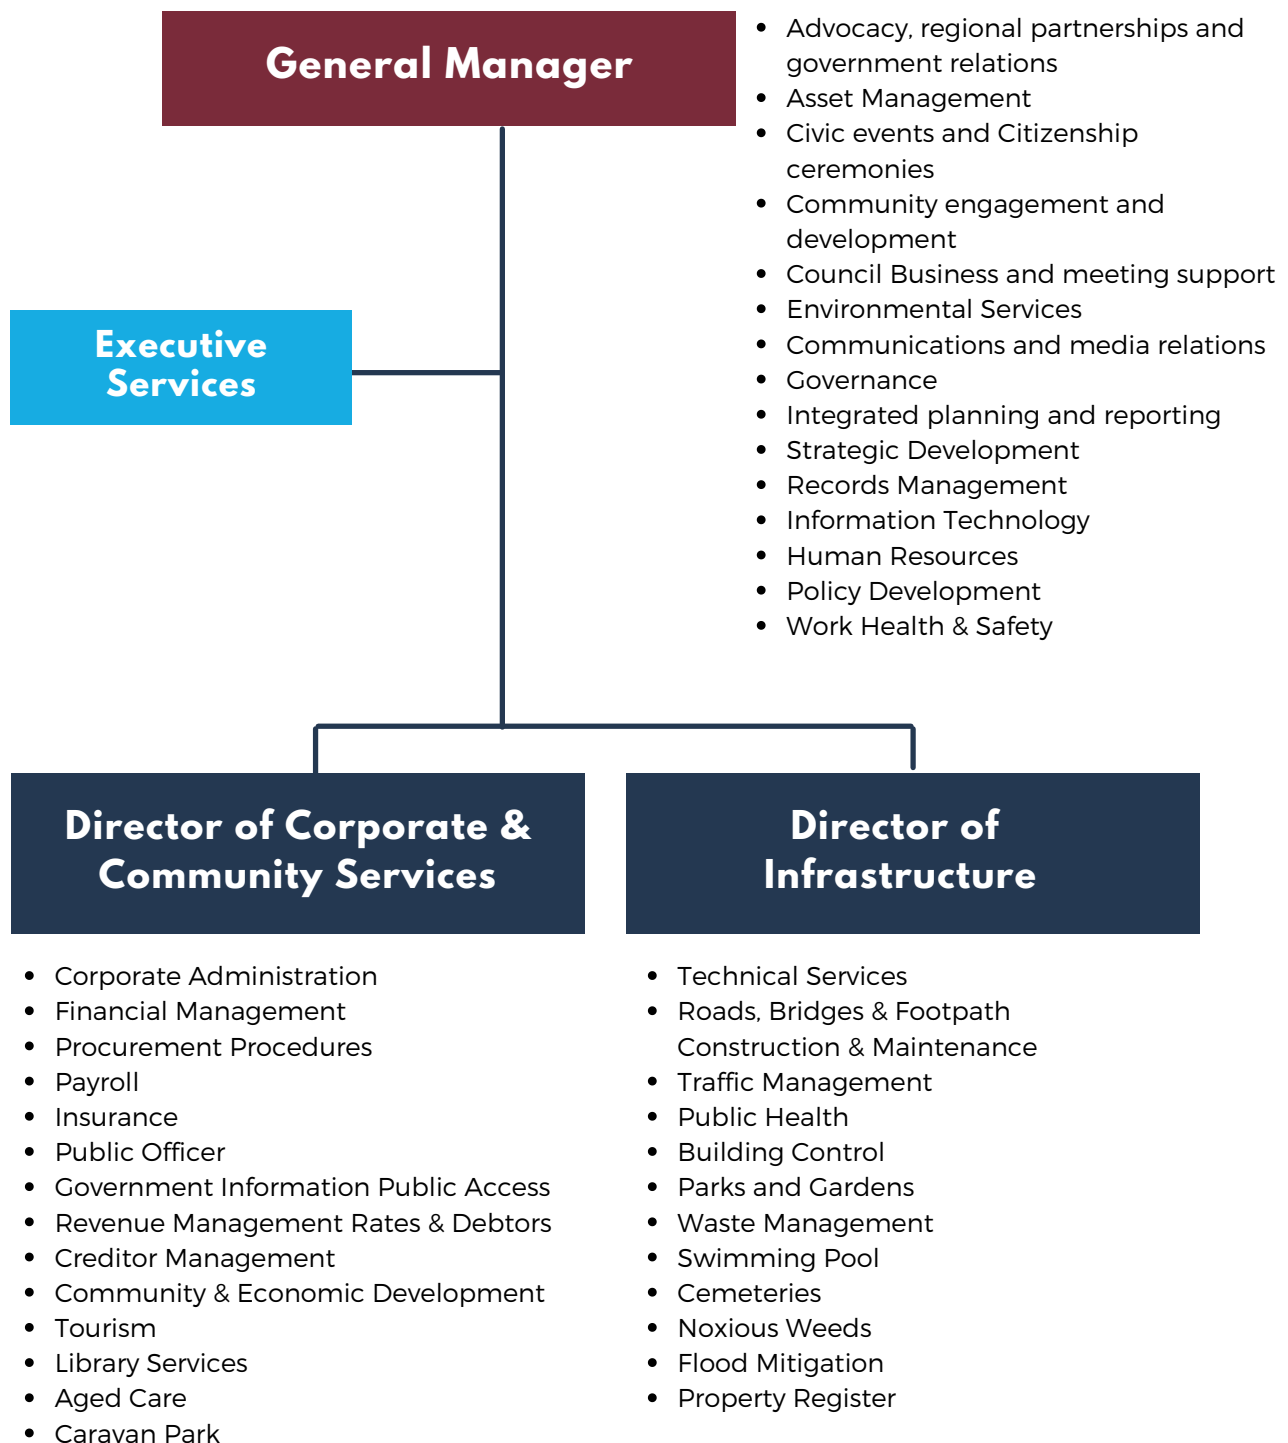 General Manager
• Advocacy, regional partnerships and
government relations
• Asset Management
• Civic events and Citizenship
ceremonies
• Community engagement and
development
• Council Business and meeting support
• Environmental Services
• Communications and media relations
• Governance
• Integrated planning and reporting
• Strategic Development
• Records Management
• Information Technology
• Human Resources
• Policy Development
• Work Health & Safety
Executive
Services
Director of Corporate &
Community Services
• Corporate Administration
• Financial Management
• Procurement Procedures
• Payroll
• Insurance
• Public Officer
• Government Information Public Access
• Revenue Management Rates & Debtors
• Creditor Management
• Community & Economic Development
• Tourism
• Library Services
• Aged Care
• Caravan Park
Director of
Infrastructure
• Technical Services
• Roads, Bridges & Footpath
Construction & Maintenance
• Traffic Management
• Public Health
• Building Control
• Parks and Gardens
• Waste Management
• Swimming Pool
• Cemeteries
• Noxious Weeds
• Flood Mitigation
• Property Register